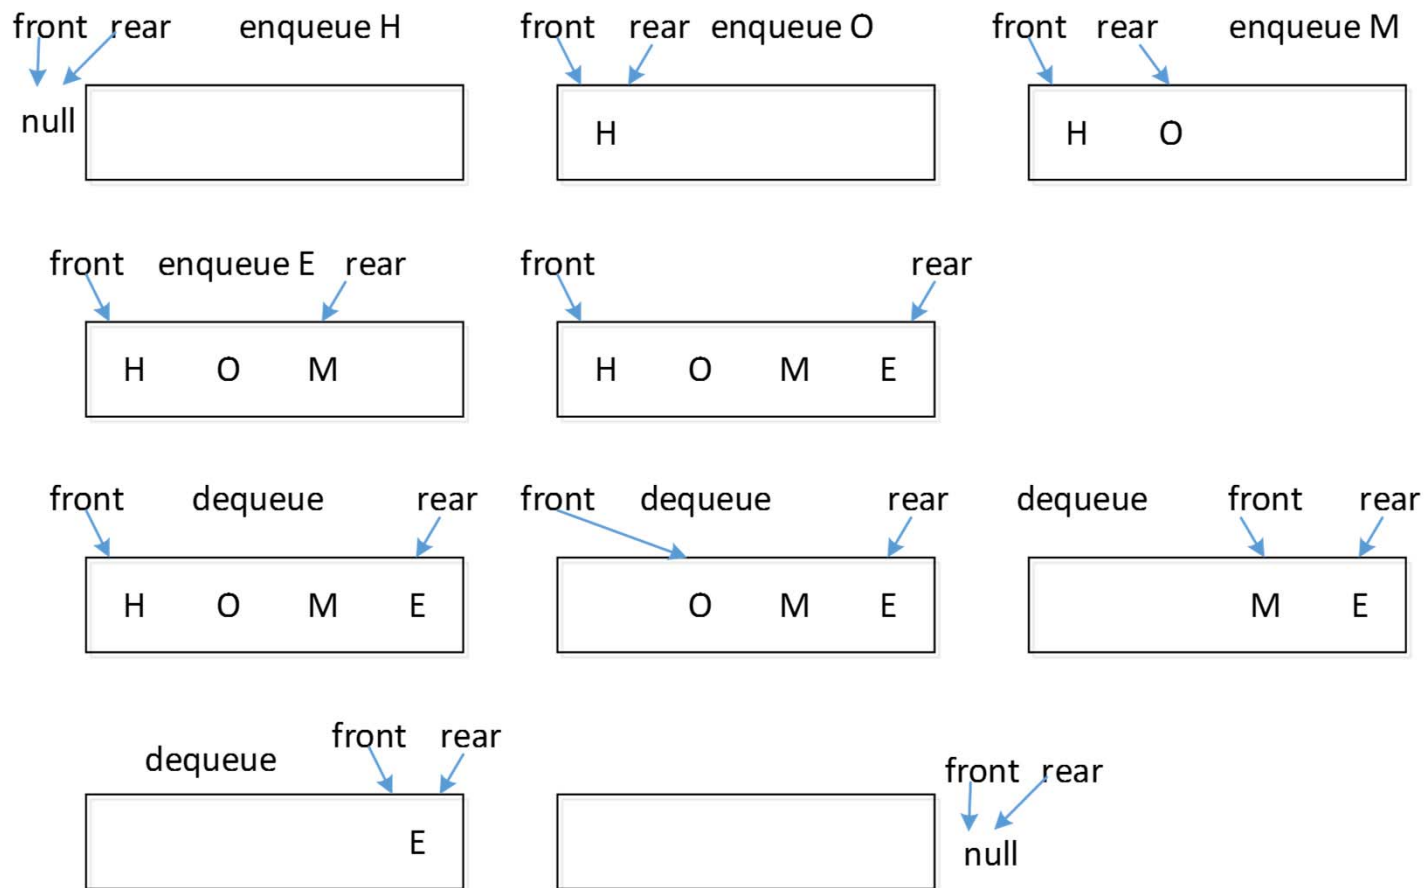 front rear enqueue H front rear enqueue O front rear enqueue M
null
H
H O
front enqueue E rear front rear
H O M
H O M E
front dequeue rear front dequeue rear dequeue front rear
H O M E
O M E
M E
dequeue front rear
E
front rear
null